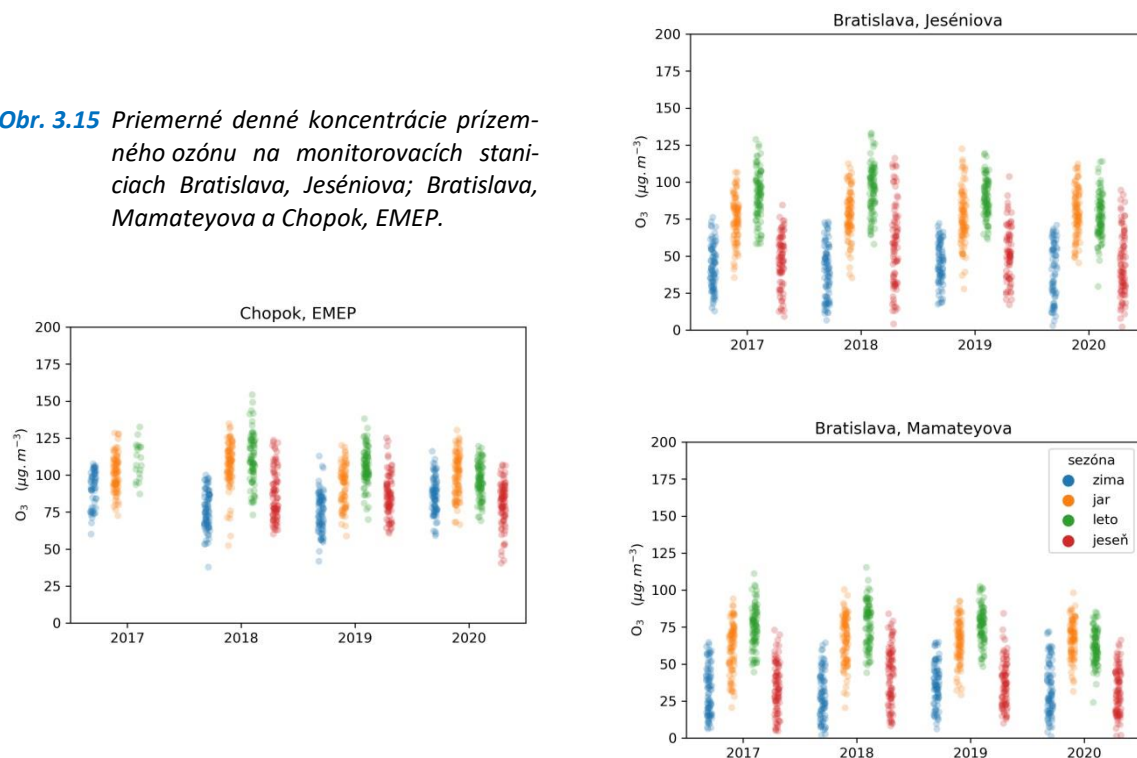 Obr. 3.15 Priemerné denné koncentrácie prízem-
ného ozónu na monitorovacích stani-
ciach Bratislava, Jeséniova; Bratislava,
Mamateyova a Chopok, EMEP.
Bratislava, Jeséniova
200
175
150
125
100
75
50
25
0
O₃ (μg.m⁻³)
2017 2018 2019 2020
Chopok, EMEP
200
175
150
125
100
75
50
25
0
O₃ (μg.m⁻³)
2017 2018 2019 2020
Bratislava, Mamateyova
200
175
150
125
100
75
50
25
0
O₃ (μg.m⁻³)
sezóna
zima
jar
leto
jeseň
2017 2018 2019 2020